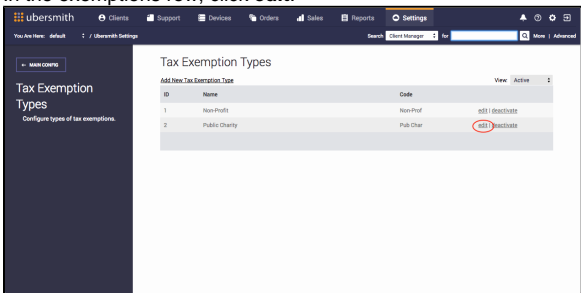 in the exemptions row, click edit.
ubersmith Clients Support Devices Orders Sales Reports Settings
You Are Here: default / Ubersmith Settings Search Client Manager for More | Advanced
← MAIN CONFIG
Tax Exemption Types
Configure types of tax exemptions.
Tax Exemption Types
Add New Tax Exemption Type View Active
ID Name Code
1 Non-Profit Non-Prof edit | deactivate
2 Public Charity Pub Char edit | deactivate